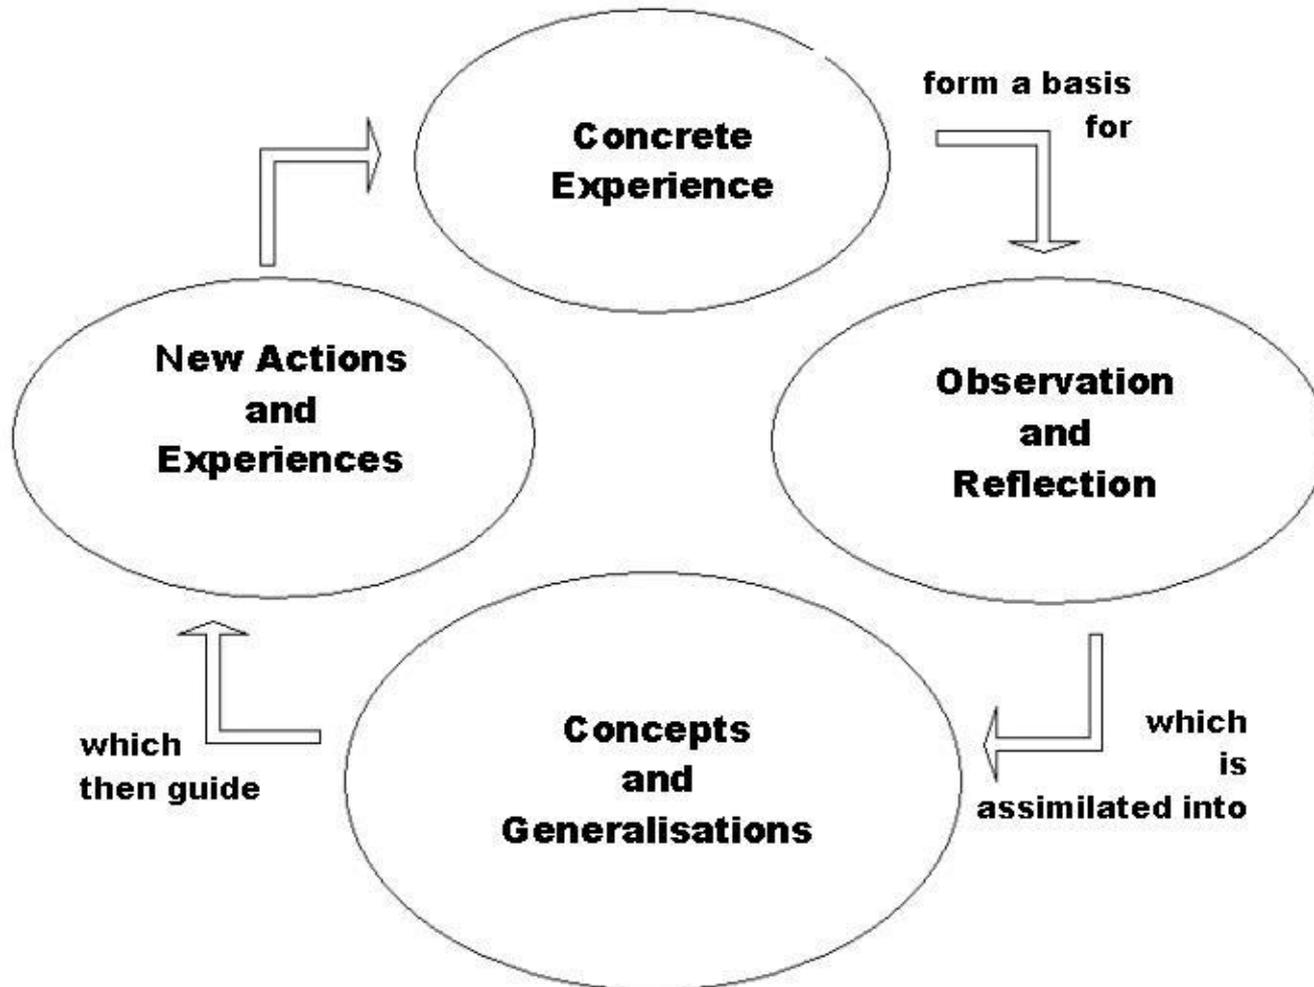 Concrete
Experience
form a basis
for
Observation
and
Reflection
which
is
assimilated into
Concepts
and
Generalisations
which
then guide
New Actions
and
Experiences